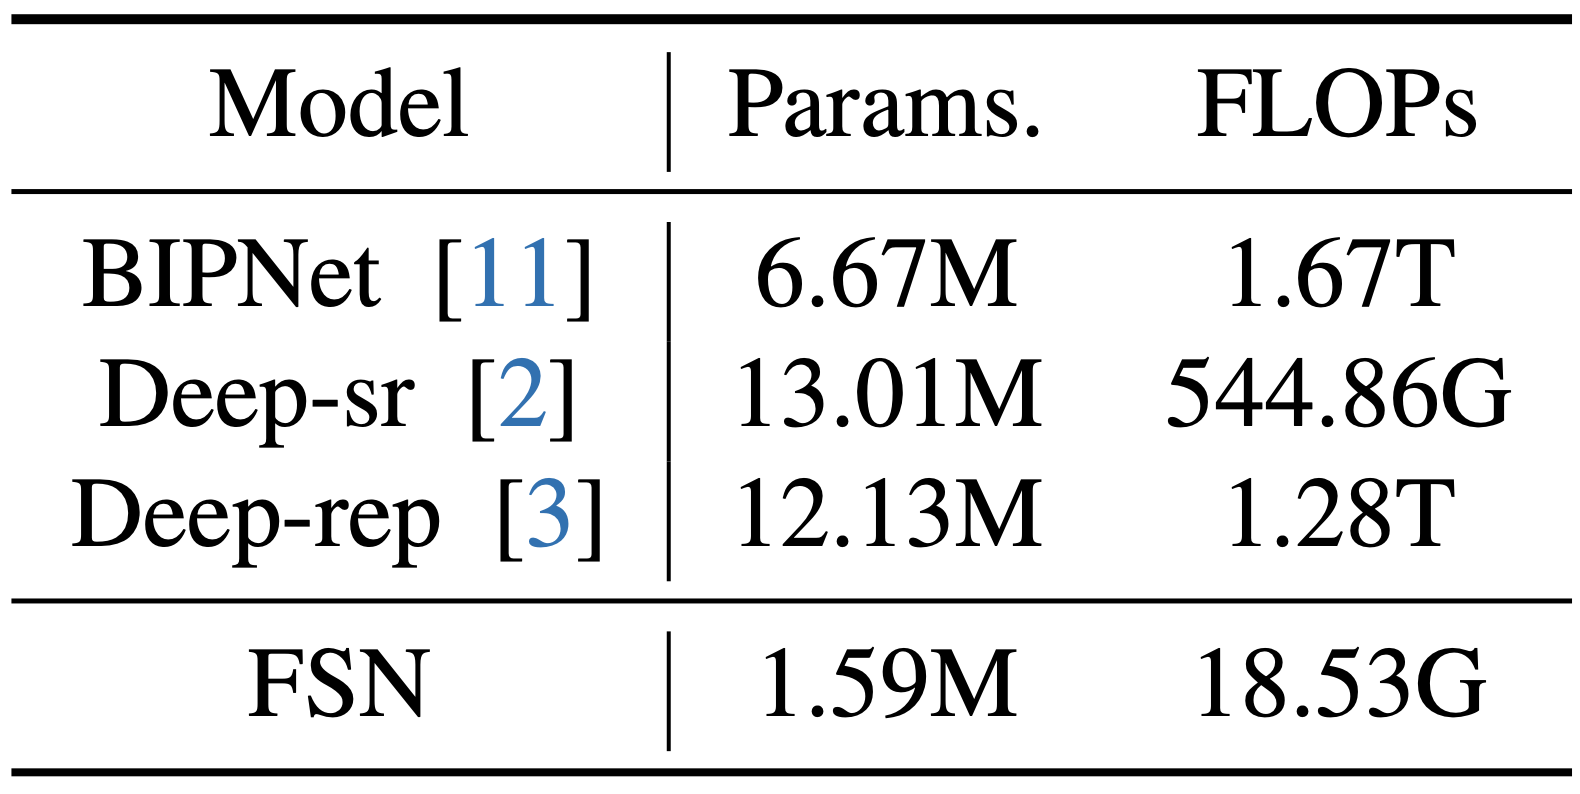 Model Params. FLOPs
BIPNet [11] 6.67M 1.67T
Deep-sr [2] 13.01M 544.86G
Deep-rep [3] 12.13M 1.28T
FSN 1.59M 18.53G